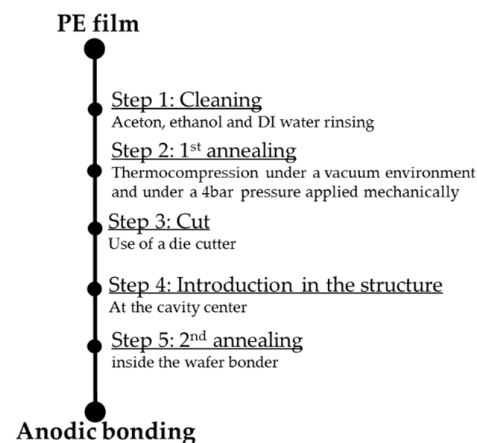 PE film
Step 1: Cleaning
Aceton, ethanol and DI water rinsing
Step 2: 1st annealing
Thermocompression under a vacuum environment
and under a 4bar pressure applied mechanically
Step 3: Cut
Use of a die cutter
Step 4: Introduction in the structure
At the cavity center
Step 5: 2nd annealing
inside the wafer bonder
Anodic bonding